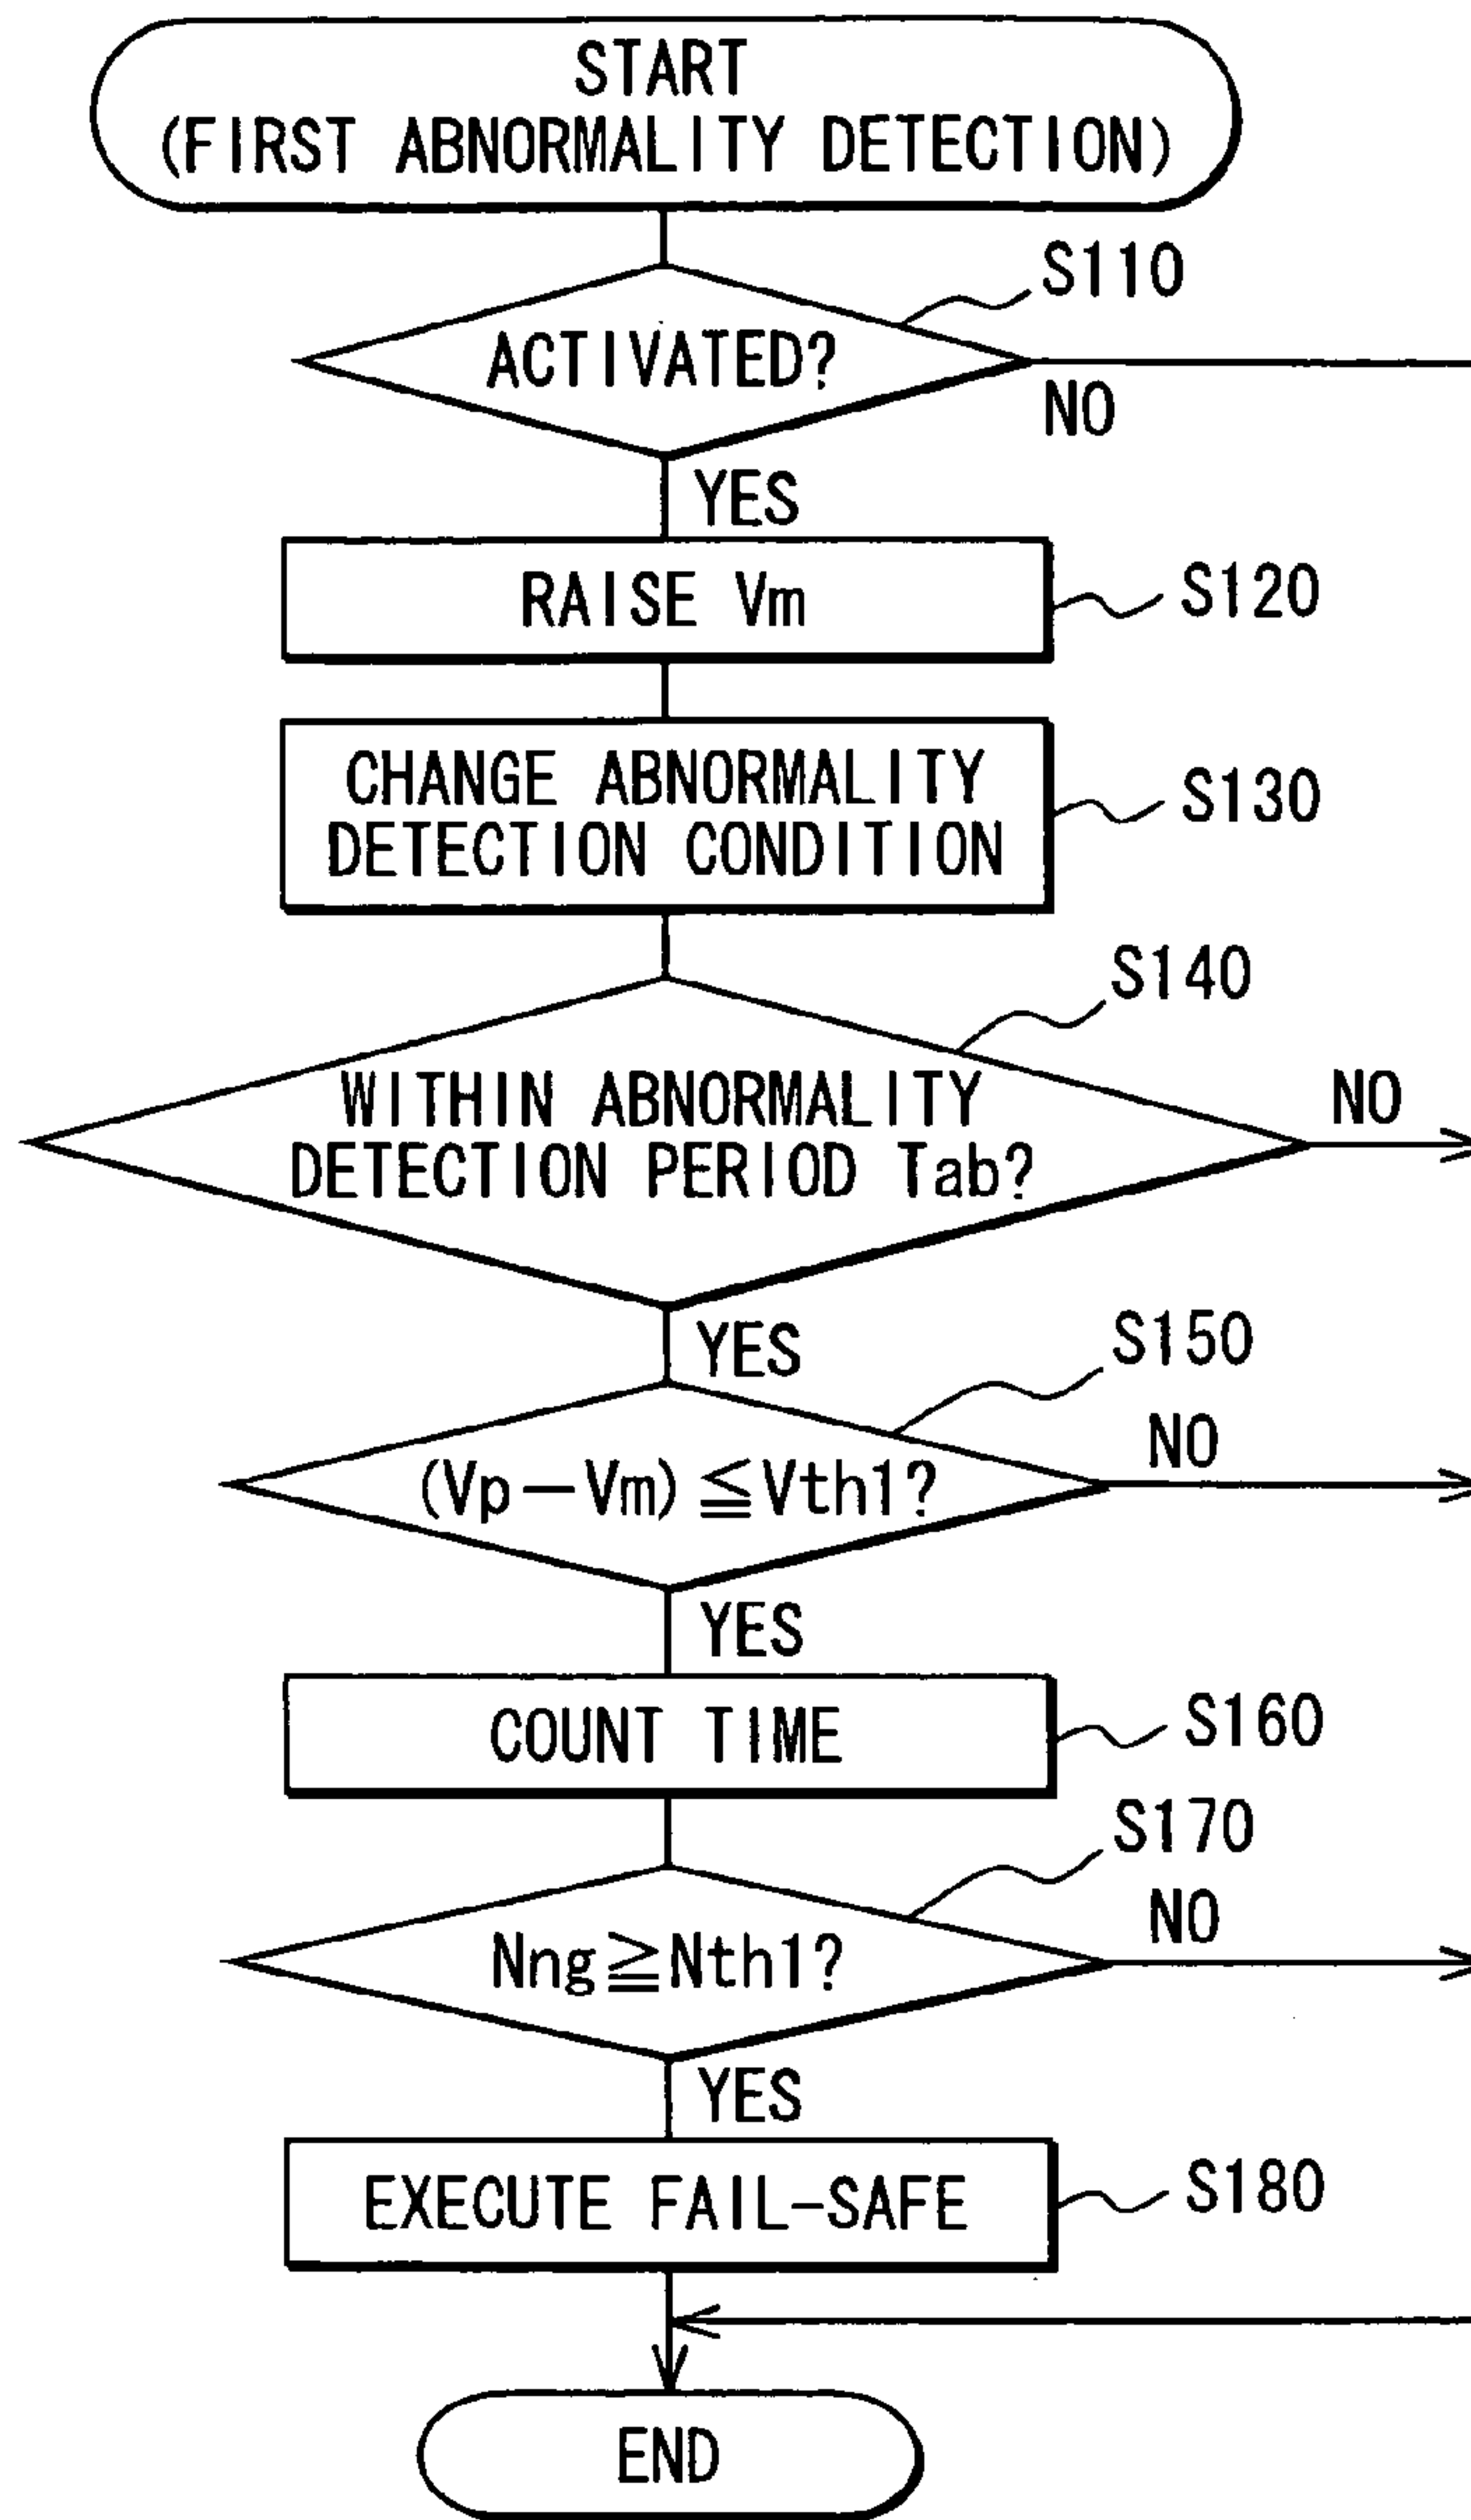 START
(FIRST ABNORMALITY DETECTION)
S110
ACTIVATED?
NO
YES
RAISE Vm
S120
CHANGE ABNORMALITY
DETECTION CONDITION
S130
S140
WITHIN ABNORMALITY
DETECTION PERIOD Tab?
NO
YES
S150
(Vp−Vm)≦Vth1?
NO
YES
COUNT TIME
S160
S170
Nng≧Nth1?
NO
YES
EXECUTE FAIL-SAFE
S180
END